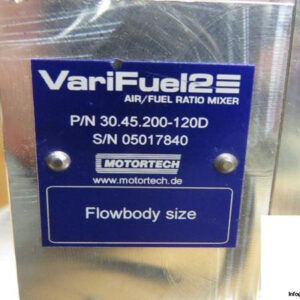 VariFuel2
AIR/FUEL RATIO MIXER
P/N 30.45.200-120D
S/N 05017840
MOTORTECH
www.motortech.de
Flowbody size